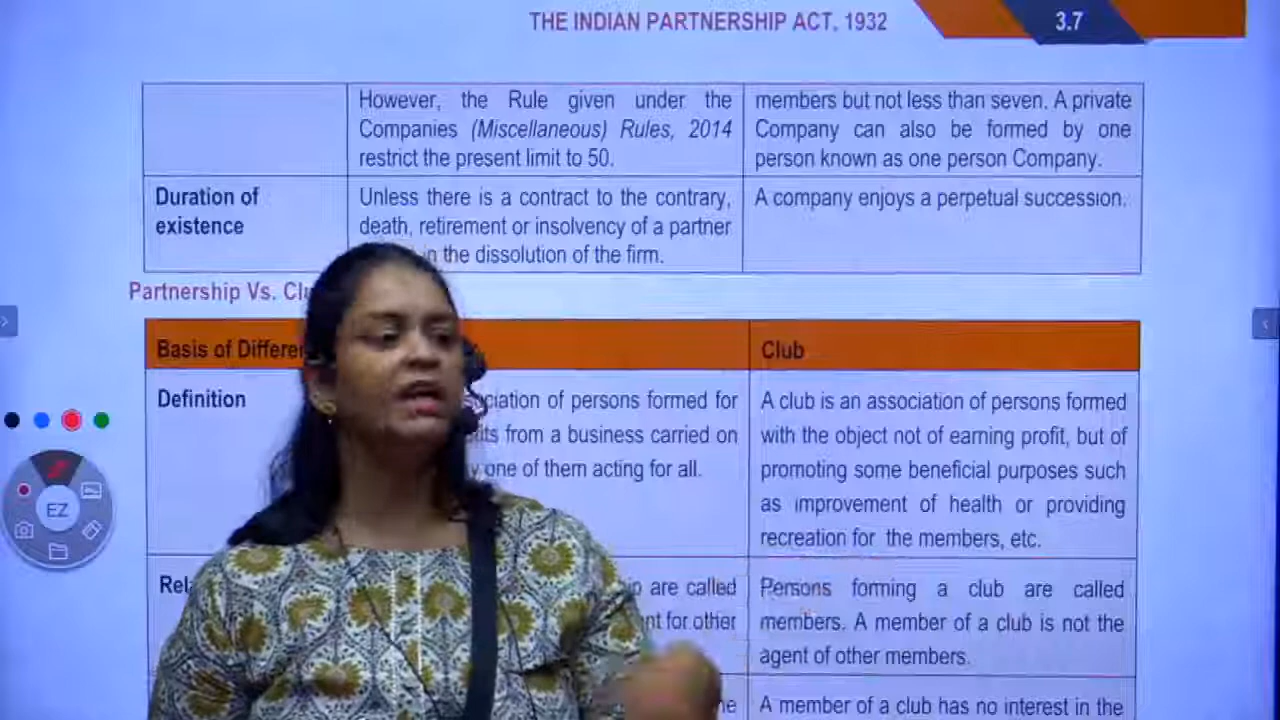 THE INDIAN PARTNERSHIP ACT, 1932
3.7
However, the Rule given under the
Companies (Miscellaneous) Rules, 2014
restrict the present limit to 50.
members but not less than seven. A private
Company can also be formed by one
person known as one person Company.
Duration of
existence
Unless there is a contract to the contrary,
death, retirement or insolvency of a partner
in the dissolution of the firm.
A company enjoys a perpetual succession.
Partnership Vs.
Basis of
Club
Definition
of persons formed for
from a business carried on
one of them acting for all.
A club is an association of persons formed
with the object not of earning profit, but of
promoting some beneficial purposes such
as improvement of health or providing
recreation for the members, etc.
are called
for other
Persons forming a club are called
members. A member of a club is not the
agent of other members.
A member of a club has no interest in the
EZ